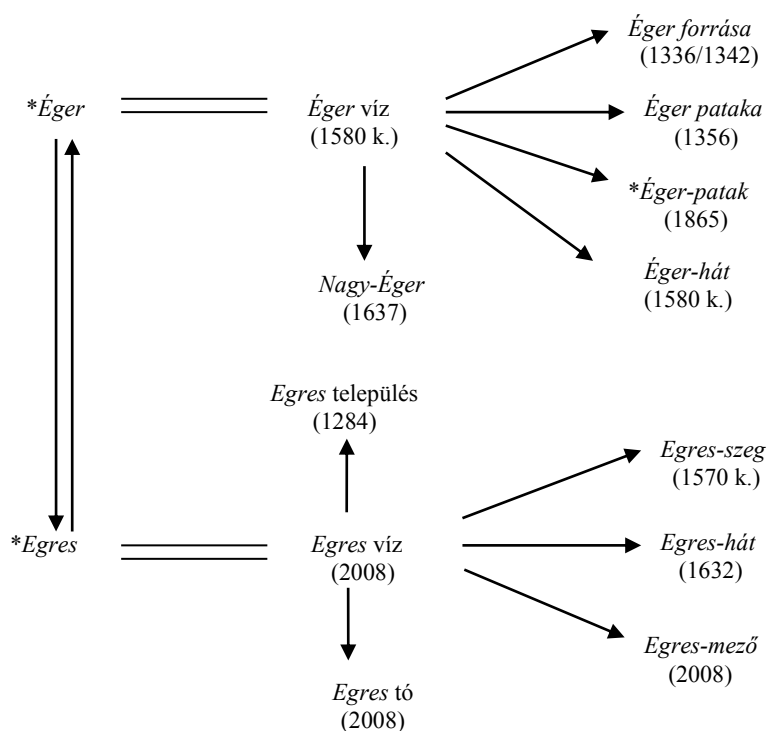 Éger forrása
(1336/1342)
*Éger
Éger víz
(1580 k.)
Éger pataka
(1356)
*Éger-patak
(1865)
Éger-hát
(1580 k.)
Nagy-Éger
(1637)
Egres település
(1284)
Egres-szeg
(1570 k.)
*Egres
Egres víz
(2008)
Egres-hát
(1632)
Egres-mező
(2008)
Egres tó
(2008)